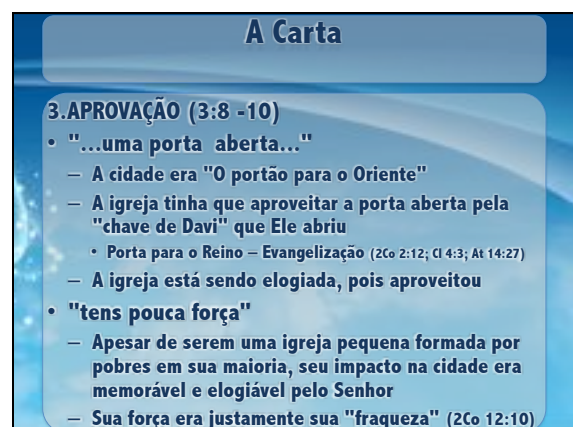 A Carta
3.APROVAÇÃO (3:8 -10)
• "...uma porta aberta..."
– A cidade era "O portão para o Oriente"
– A igreja tinha que aproveitar a porta aberta pela
"chave de Davi" que Ele abriu
• Porta para o Reino – Evangelização (2Co 2:12; Cl 4:3; At 14:27)
– A igreja está sendo elogiada, pois aproveitou
• "tens pouca força"
– Apesar de serem uma igreja pequena formada por
pobres em sua maioria, seu impacto na cidade era
memorável e elogiável pelo Senhor
– Sua força era justamente sua "fraqueza" (2Co 12:10)